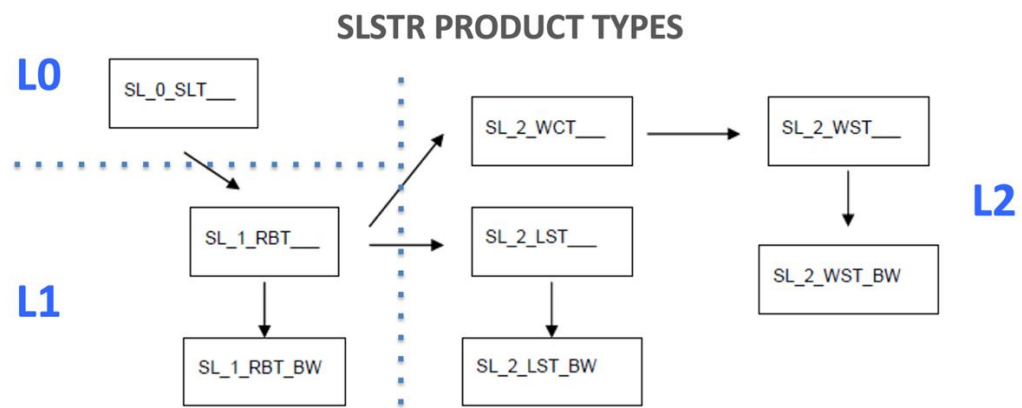 SLSTR PRODUCT TYPES
L0
SL_0_SLT___
SL_2_WCT___
SL_2_WST___
L2
SL_1_RBT___
SL_2_LST___
SL_2_WST_BW
L1
SL_1_RBT_BW
SL_2_LST_BW